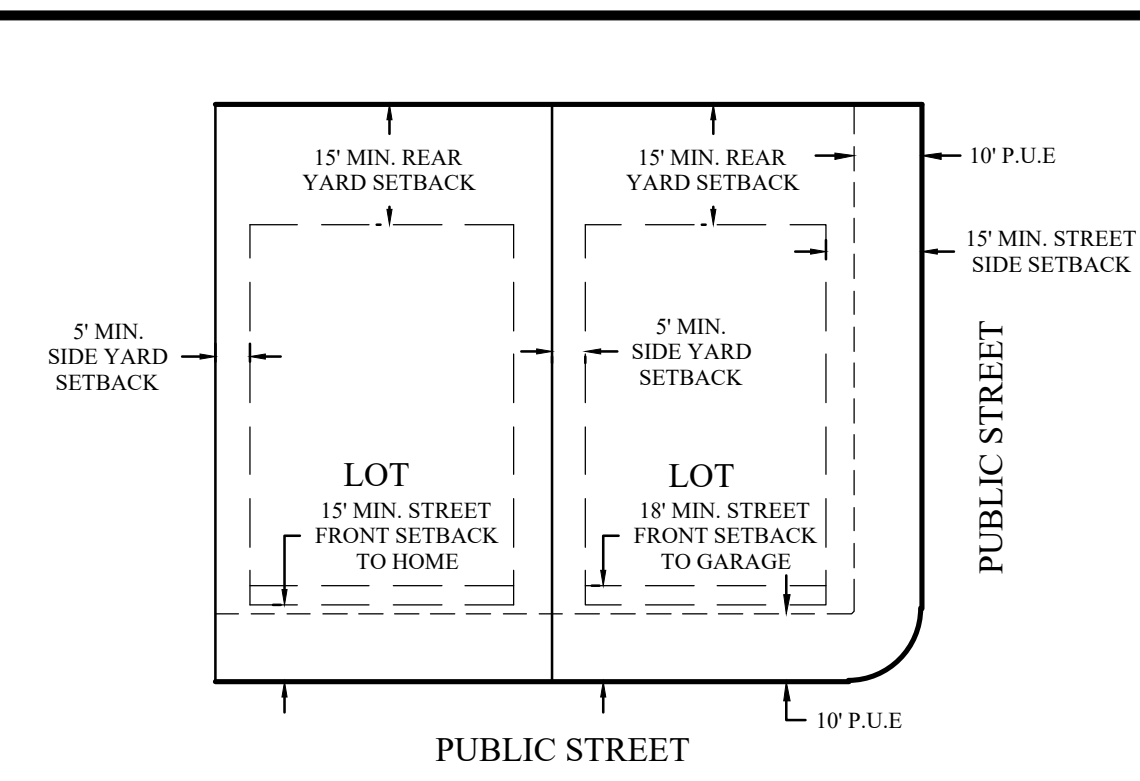 15' MIN. REAR
YARD SETBACK
15' MIN. REAR
YARD SETBACK
10' P.U.E
15' MIN. STREET
SIDE SETBACK
5' MIN.
SIDE YARD
SETBACK
5' MIN.
SIDE YARD
SETBACK
PUBLIC STREET
LOT
15' MIN. STREET
FRONT SETBACK
TO HOME
LOT
18' MIN. STREET
FRONT SETBACK
TO GARAGE
10' P.U.E
PUBLIC STREET